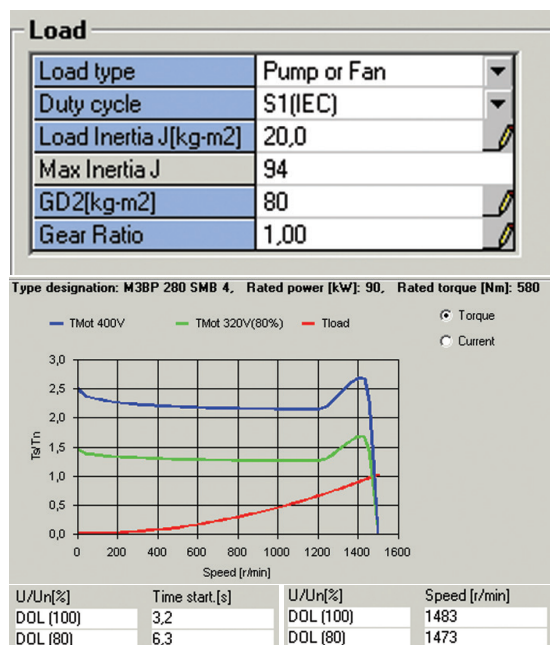 Load
Load type Pump or Fan
Duty cycle S1(IEC)
Load Inertia J[kg-m2] 20,0
Max Inertia J 94
GD2[kg-m2] 80
Gear Ratio 1,00
Type designation: M3BP 280 SMB 4, Rated power [kW]: 90, Rated torque [Nm]: 580
TMot 400V TMot 320V(80%) Tload
Torque
Current
3,0
2,5
2,0
1,5
1,0
0,5
0,0
Ts/Tn
0 200 400 600 800 1000 1200 1400 1600
Speed [r/min]
U/Un[%] Time start.[s] U/Un[%] Speed [r/min]
DOL (100) 3,2 DOL (100) 1483
DOL (80) 6,3 DOL (80) 1473